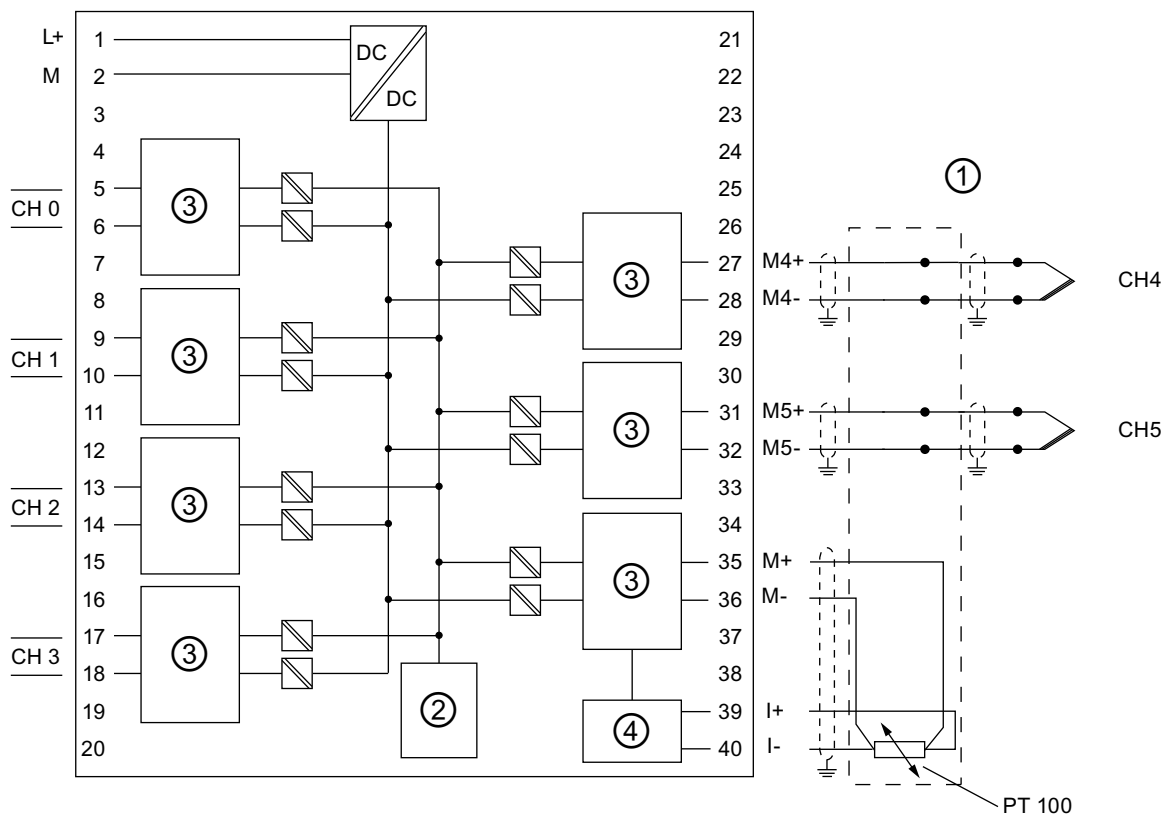 L+ 1 DC 21
M 2 DC 22
3 23
4 24
CH 0 5 ③ 25 ①
6 26
7 ③ 27 M4+ CH4
8 28 M4-
CH 1 9 ③ 29
10 30
11 ③ 31 M5+ CH5
12 32 M5-
CH 2 13 ③ 33
14 34
15 ③ 35 M+
16 36 M-
CH 3 17 ③ 37
18 38
19 ② ④ 39 I+
20 40 I-
PT 100